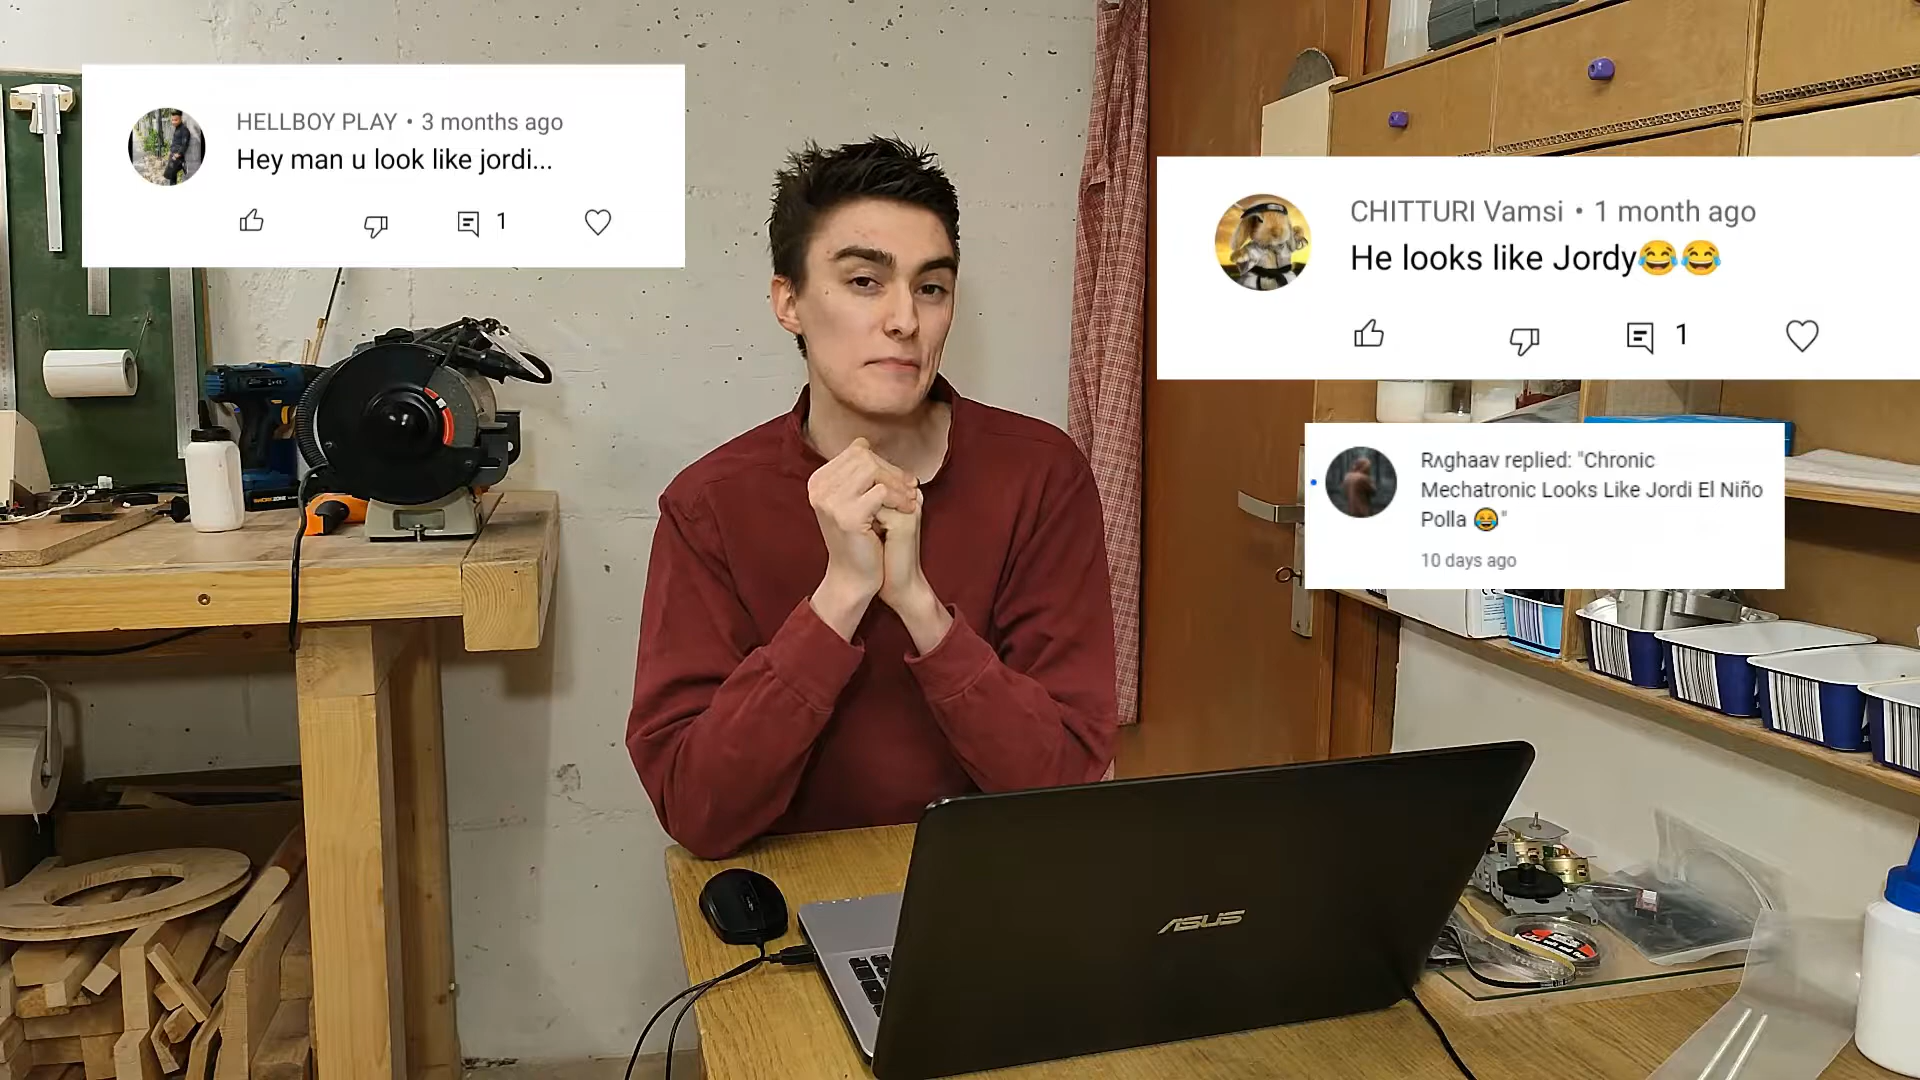 HELLBOY PLAY • 3 months ago
Hey man u look like jordi...
1
CHITTURI Vamsi • 1 month ago
He looks like Jordy😂😂
1
Rʌghaav replied: "Chronic
Mechatronic Looks Like Jordi El Niño
Polla 😂"
10 days ago
ASUS